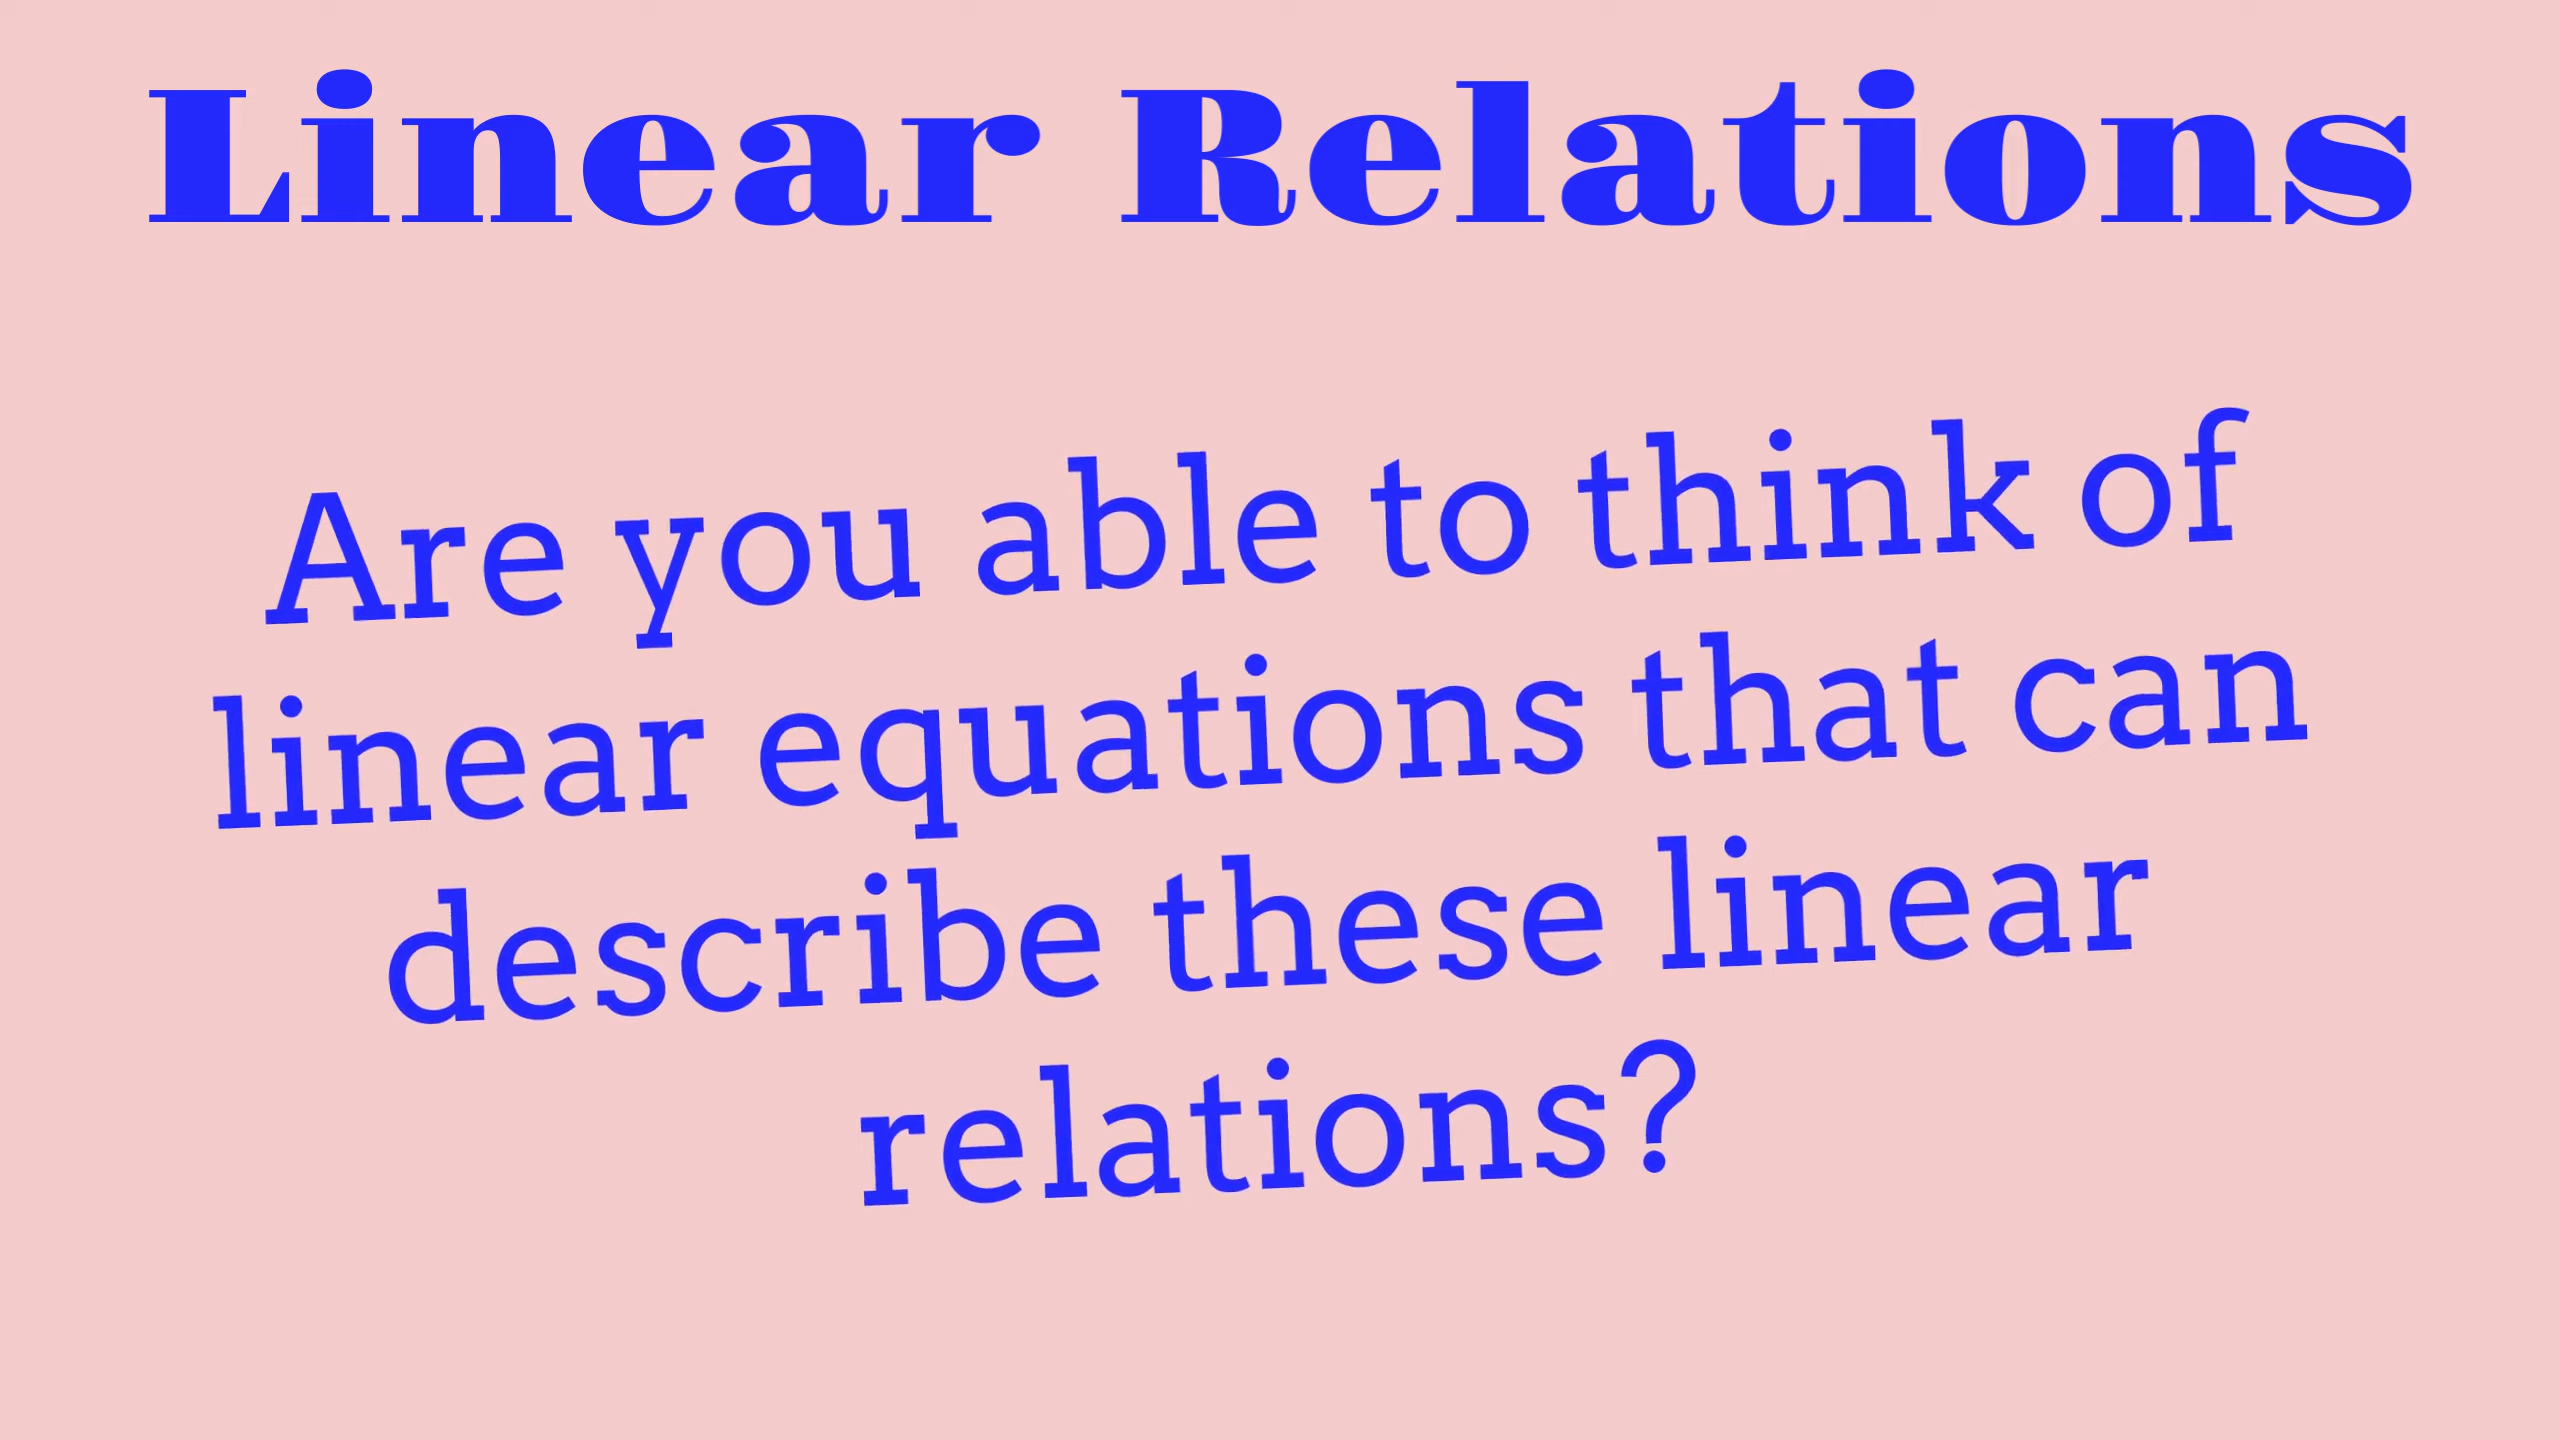 Linear Relations
Are you able to think of
linear equations that can
describe these linear
relations?